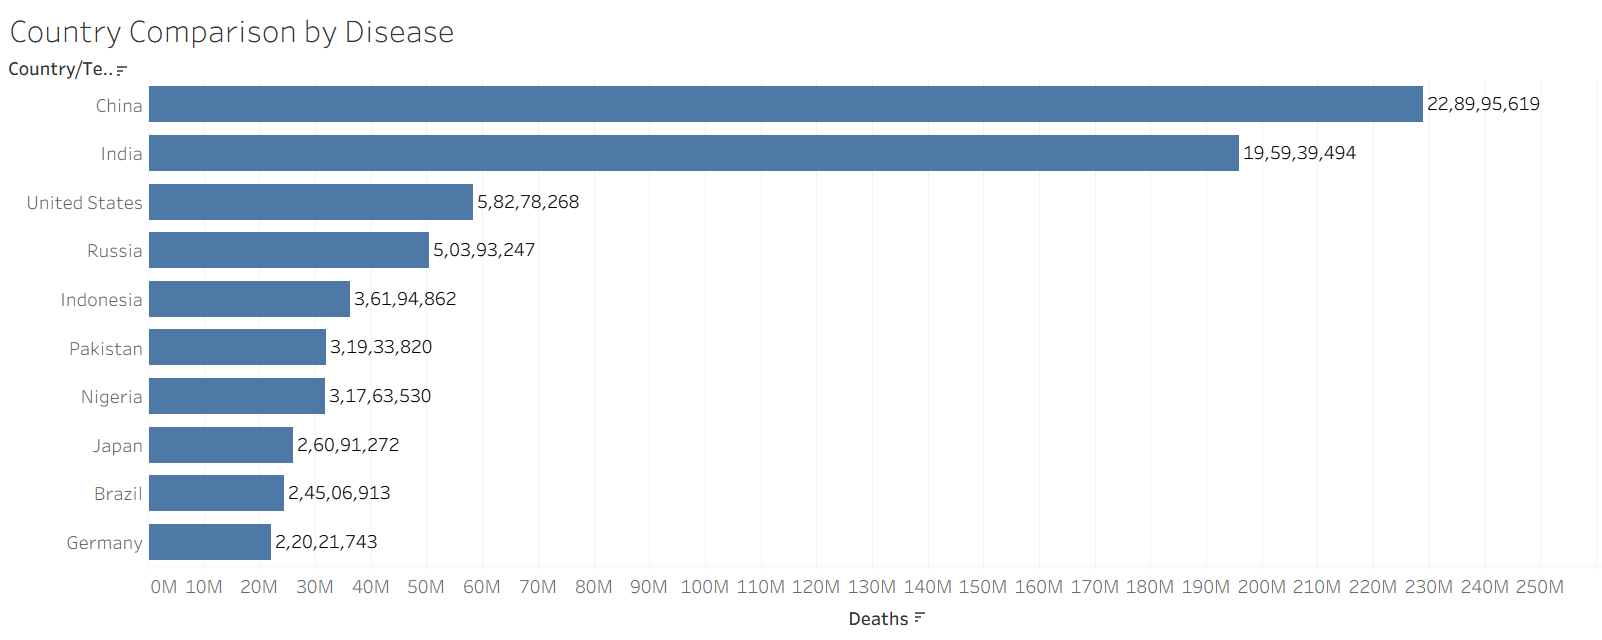 Country Comparison by Disease
Country/Te..
China 22,89,95,619
India 19,59,39,494
United States 5,82,78,268
Russia 5,03,93,247
Indonesia 3,61,94,862
Pakistan 3,19,33,820
Nigeria 3,17,63,530
Japan 2,60,91,272
Brazil 2,45,06,913
Germany 2,20,21,743
0M 10M 20M 30M 40M 50M 60M 70M 80M 90M 100M 110M 120M 130M 140M 150M 160M 170M 180M 190M 200M 210M 220M 230M 240M 250M
Deaths